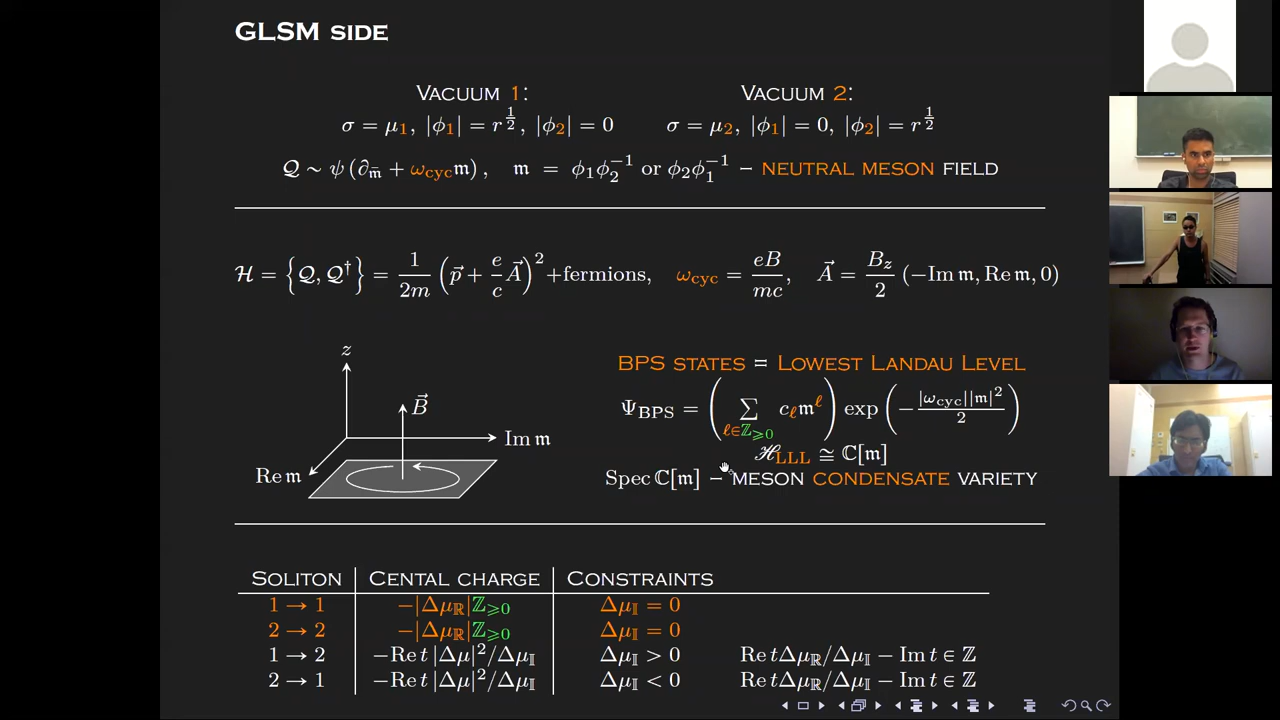 GLSM SIDE
VACUUM 1:
VACUUM 2:
σ = μ₁, |ϕ₁| = r^{1/2}, |ϕ₂| = 0
σ = μ₂, |ϕ₁| = 0, |ϕ₂| = r^{1/2}
𝒬 ∼ ψ (∂_{𝔪̄} + ω_cyc 𝔪), 𝔪 = ϕ₁ϕ₂⁻¹ or ϕ₂ϕ₁⁻¹ – NEUTRAL MESON FIELD
ℋ = {𝒬, 𝒬†} = 1/2m (p⃗ + e/c A⃗)² +fermions, ω_cyc = eB/mc, A⃗ = B_z/2 (−Im 𝔪, Re 𝔪, 0)
z
B⃗
Im 𝔪
Re 𝔪
BPS STATES = LOWEST LANDAU LEVEL
Ψ_BPS = (∑_{ℓ∈ℤ⩾0} c_ℓ 𝔪^ℓ) exp (−|ω_cyc||𝔪|²/2)
ℋ_LLL ≅ ℂ[𝔪]
Spec ℂ[𝔪] – MESON CONDENSATE VARIETY
SOLITON CENTAL CHARGE CONSTRAINTS
1 → 1 −|Δμ_ℝ|ℤ⩾0 Δμ_𝕀 = 0
2 → 2 −|Δμ_ℝ|ℤ⩾0 Δμ_𝕀 = 0
1 → 2 −Re t |Δμ|²/Δμ_𝕀 Δμ_𝕀 > 0 Re tΔμ_ℝ/Δμ_𝕀 − Im t ∈ ℤ
2 → 1 −Re t |Δμ|²/Δμ_𝕀 Δμ_𝕀 < 0 Re tΔμ_ℝ/Δμ_𝕀 − Im t ∈ ℤ